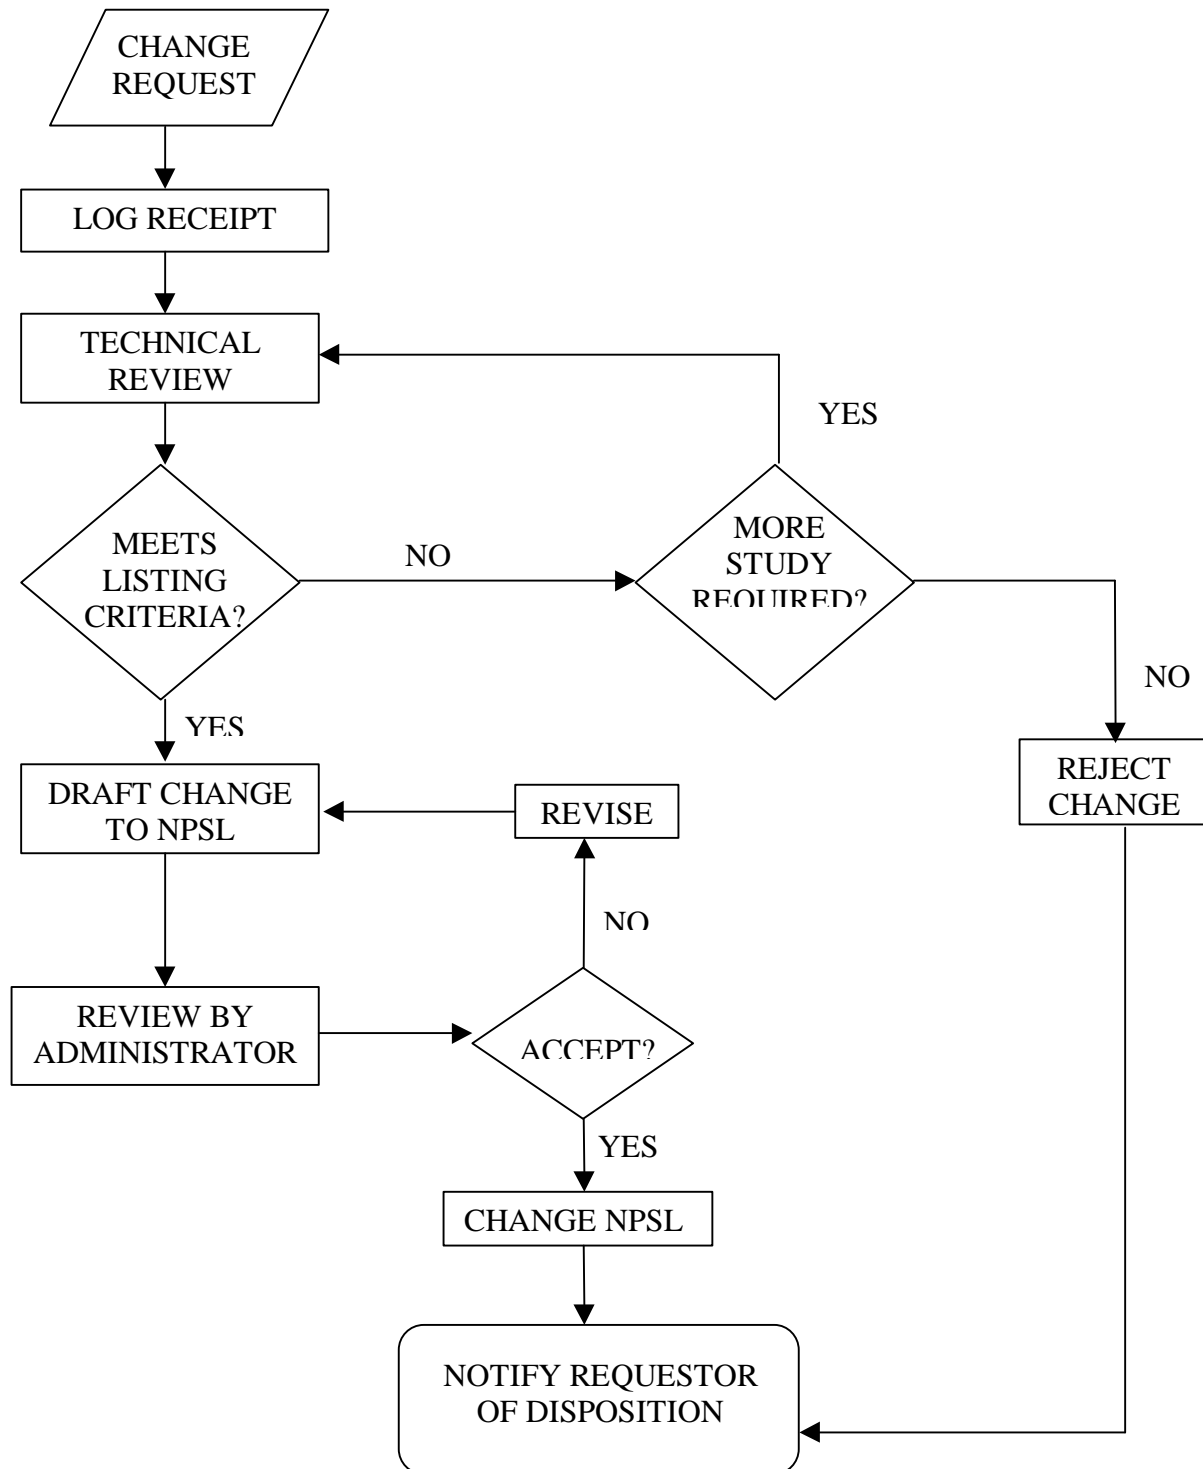 CHANGE
REQUEST
LOG RECEIPT
TECHNICAL
REVIEW
YES
MEETS
LISTING
CRITERIA?
NO
MORE
STUDY
REQUIRED?
NO
YES
DRAFT CHANGE
TO NPSL
REVISE
REJECT
CHANGE
NO
REVIEW BY
ADMINISTRATOR
ACCEPT?
YES
CHANGE NPSL
NOTIFY REQUESTOR
OF DISPOSITION